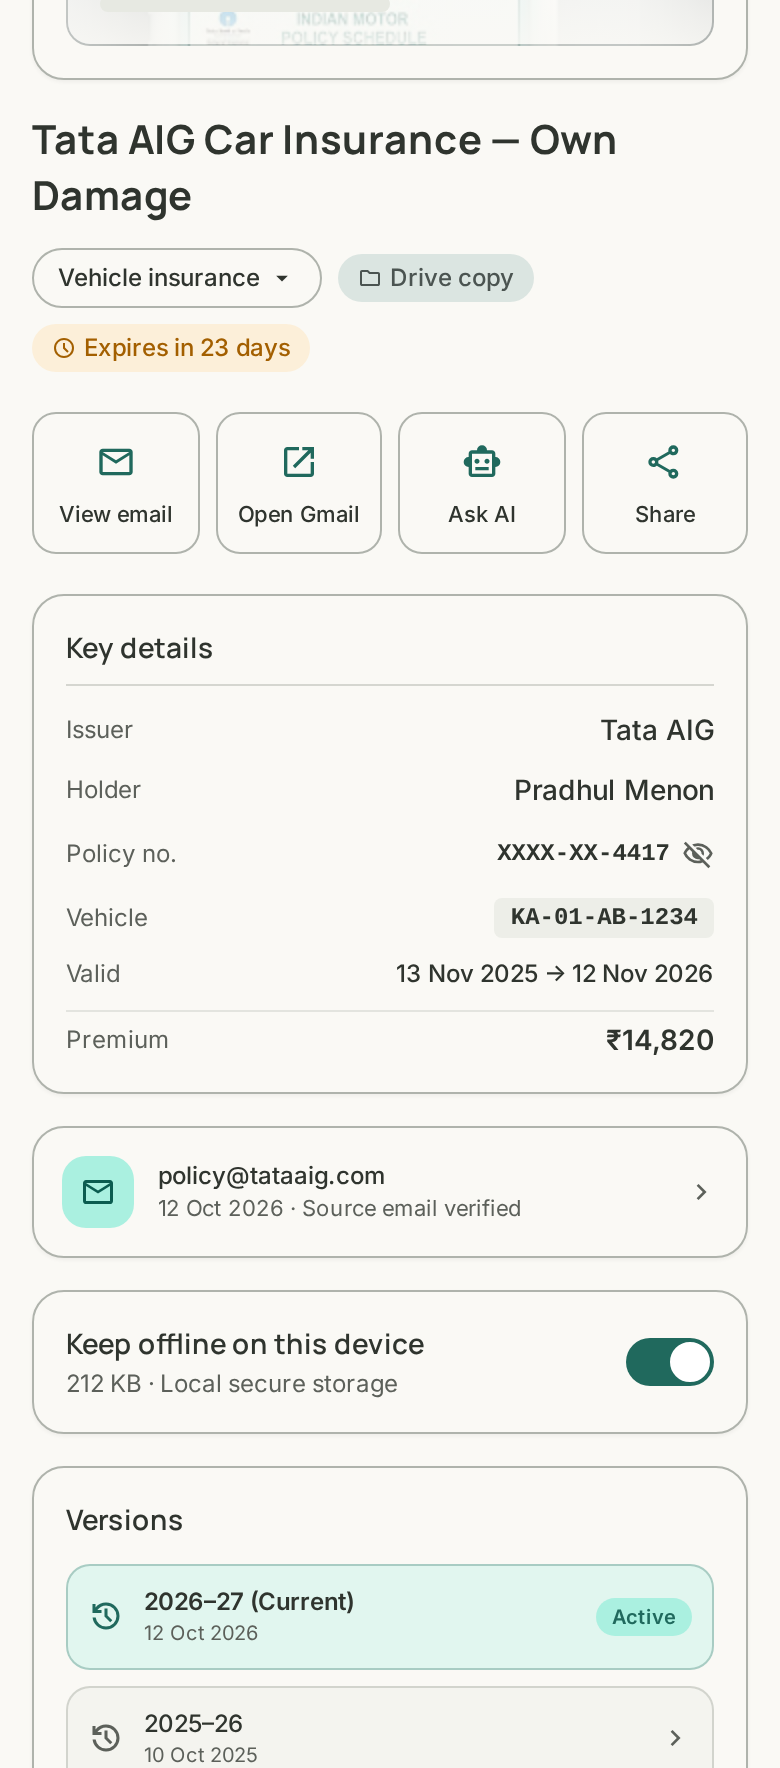 INDIAN MOTOR
POLICY SCHEDULE
Tata AIG Car Insurance — Own
Damage
Vehicle insurance
Drive copy
Expires in 23 days
View email
Open Gmail
Ask AI
Share
Key details
Issuer Tata AIG
Holder Pradhul Menon
Policy no. XXXX-XX-4417
Vehicle KA-01-AB-1234
Valid 13 Nov 2025 → 12 Nov 2026
Premium ₹14,820
policy@tataaig.com
12 Oct 2026 · Source email verified
Keep offline on this device
212 KB · Local secure storage
Versions
2026–27 (Current)
12 Oct 2026
Active
2025–26
10 Oct 2025